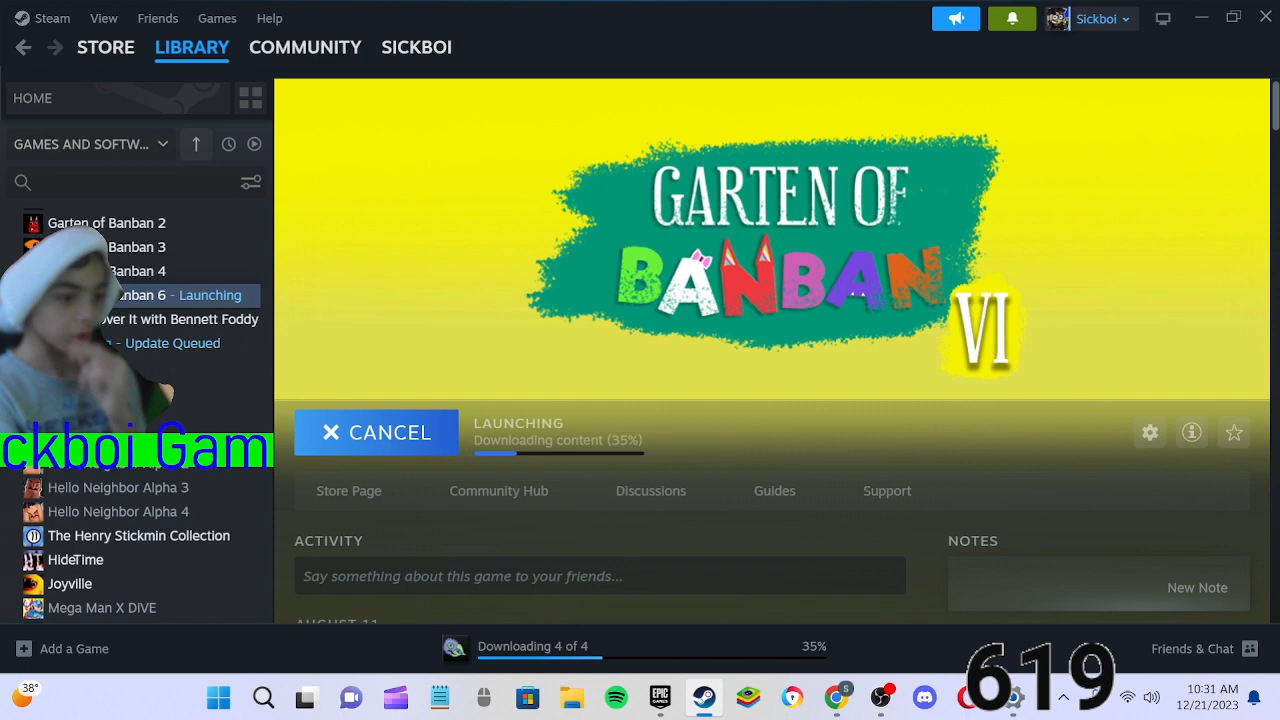 Steam View Friends Games Help
Sickboi
STORE LIBRARY COMMUNITY SICKBOI
HOME
GAMES AND SOFTW...
Garten of Banban 2
Banban 3
anban 4
anban 6 - Launching
ver It with Bennett Foddy
- Update Queued
ckboi Gam
Hello Neighbor Alpha 3
Hello Neighbor Alpha 4
The Henry Stickmin Collection
HideTime
Joyville
Mega Man X DiVE
GARTEN OF
BANBAN
VI
CANCEL
LAUNCHING
Downloading content (35%)
Store Page Community Hub Discussions Guides Support
ACTIVITY
Say something about this game to your friends...
AUGUST 11
NOTES
New Note
Add a Game
Downloading 4 of 4
35%
Friends & Chat
619
38°
EPIC GAMES
S
10:31 AM
12/21/2023